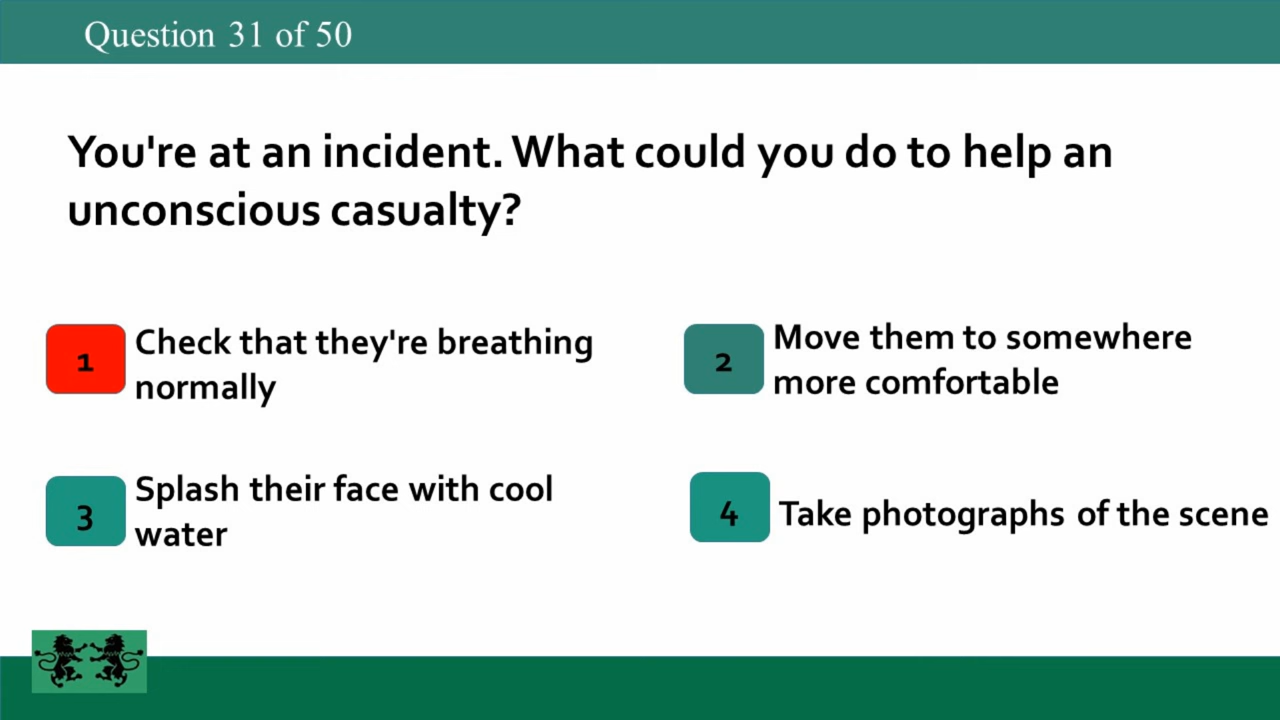 Question 31 of 50
You're at an incident. What could you do to help an
unconscious casualty?
1
Check that they're breathing
normally
2
Move them to somewhere
more comfortable
3
Splash their face with cool
water
4
Take photographs of the scene